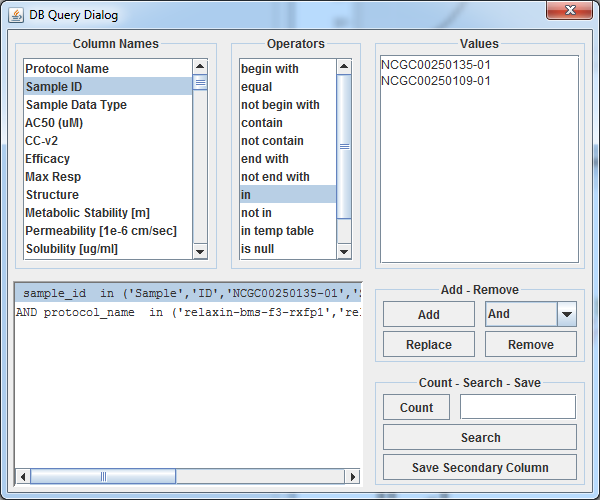 DB Query Dialog
Column Names
Protocol Name
Sample ID
Sample Data Type
AC50 (uM)
CC-v2
Efficacy
Max Resp
Structure
Metabolic Stability [m]
Permeability [1e-6 cm/sec]
Solubility [ug/ml]
Operators
begin with
equal
not begin with
contain
not contain
end with
not end with
in
not in
in temp table
is null
Values
NCGC00250135-01
NCGC00250109-01
sample_id in ('Sample','ID','NCGC00250135-01','
AND protocol_name in ('relaxin-bms-f3-rxfp1','rel
Add - Remove
Add
And
Replace
Remove
Count - Search - Save
Count
Search
Save Secondary Column